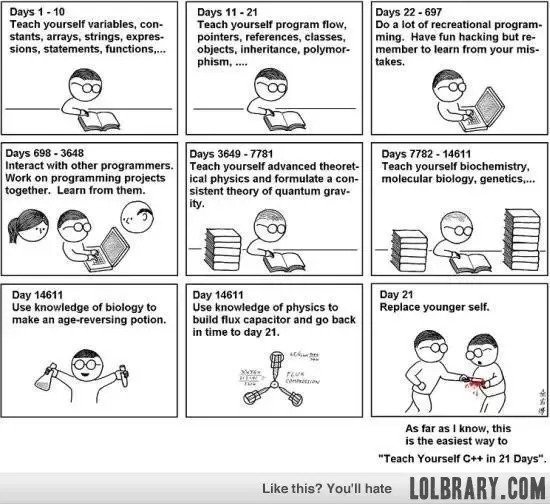 Days 1 - 10
Teach yourself variables, con-
stants, arrays, strings, expres-
sions, statements, functions,...
Days 11 - 21
Teach yourself program flow,
pointers, references, classes,
objects, inheritance, polymor-
phism, ....
Days 22 - 697
Do a lot of recreational program-
ming. Have fun hacking but re-
member to learn from your mis-
takes.
Days 698 - 3648
Interact with other programmers.
Work on programming projects
together. Learn from them.
Days 3649 - 7781
Teach yourself advanced theoret-
ical physics and formulate a con-
sistent theory of quantum grav-
ity.
Days 7782 - 14611
Teach yourself biochemistry,
molecular biology, genetics,...
Day 14611
Use knowledge of biology to
make an age-reversing potion.
Day 14611
Use knowledge of physics to
build flux capacitor and go back
in time to day 21.
FLUX
COMPRESSION
Day 21
Replace younger self.
As far as I know, this
is the easiest way to
"Teach Yourself C++ in 21 Days".
Like this? You'll hate LOLBRARY.COM